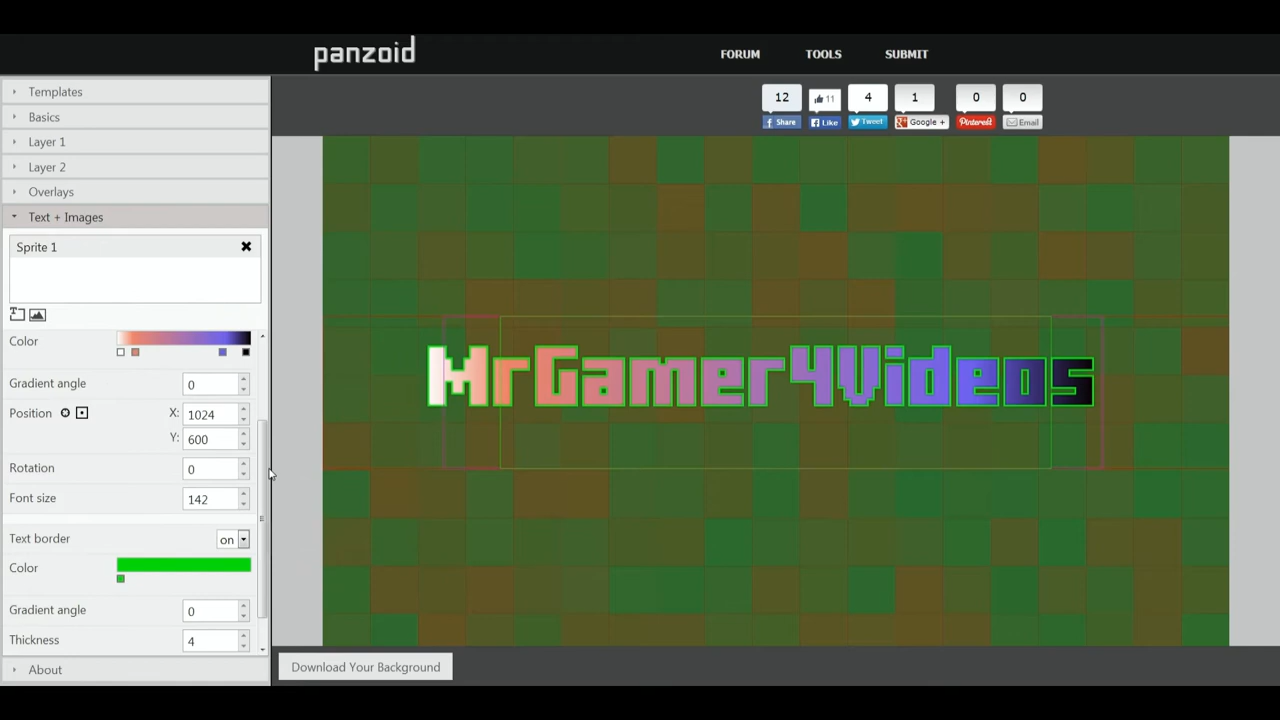 panzoid
FORUM TOOLS SUBMIT
12 11 4 1 0 0
Share Like Tweet Google + Pinterest Email
Templates
Basics
Layer 1
Layer 2
Overlays
Text + Images
Sprite 1
Color
Gradient angle 0
Position X: 1024
Y: 600
Rotation 0
Font size 142
Text border on
Color
Gradient angle 0
Thickness 4
About
MrGamer4Videos
Download Your Background